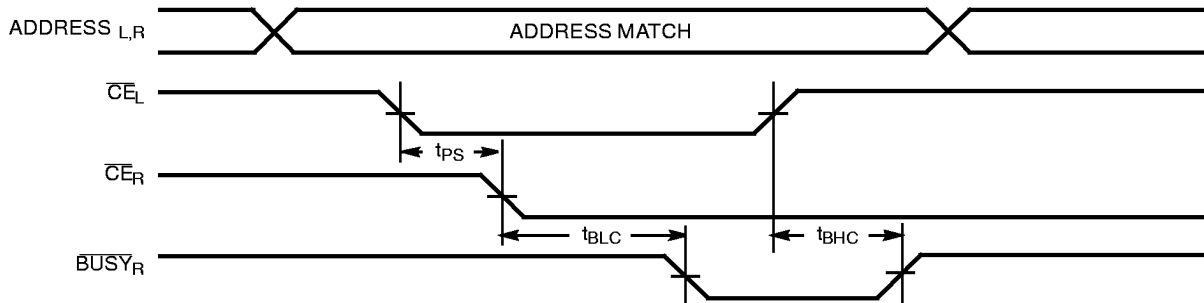 ADDRESS L,R ADDRESS MATCH
CEL
tPS
CER
tBLC tBHC
BUSYR